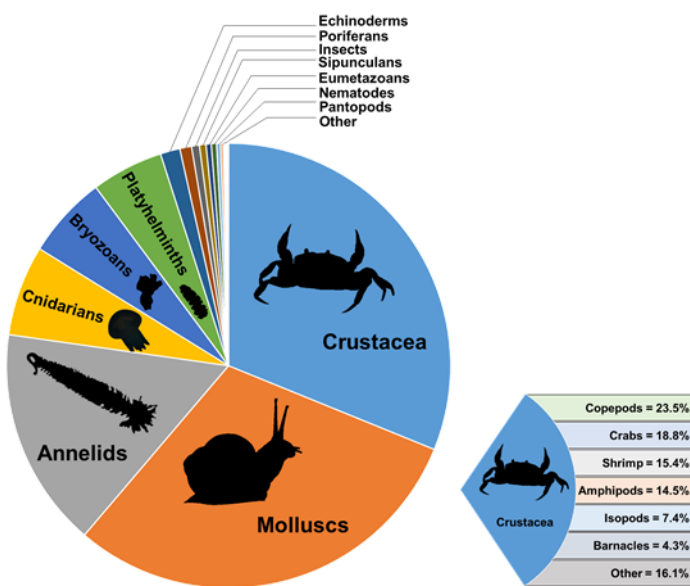 Echinoderms
Poriferans
Insects
Sipunculans
Eumetazoans
Nematodes
Pantopods
Other
Platyhelminths
Bryozoans
Cnidarians
Annelids
Molluscs
Crustacea
Crustacea
Copepods = 23.5%
Crabs = 18.8%
Shrimp = 15.4%
Amphipods = 14.5%
Isopods = 7.4%
Barnacles = 4.3%
Other = 16.1%